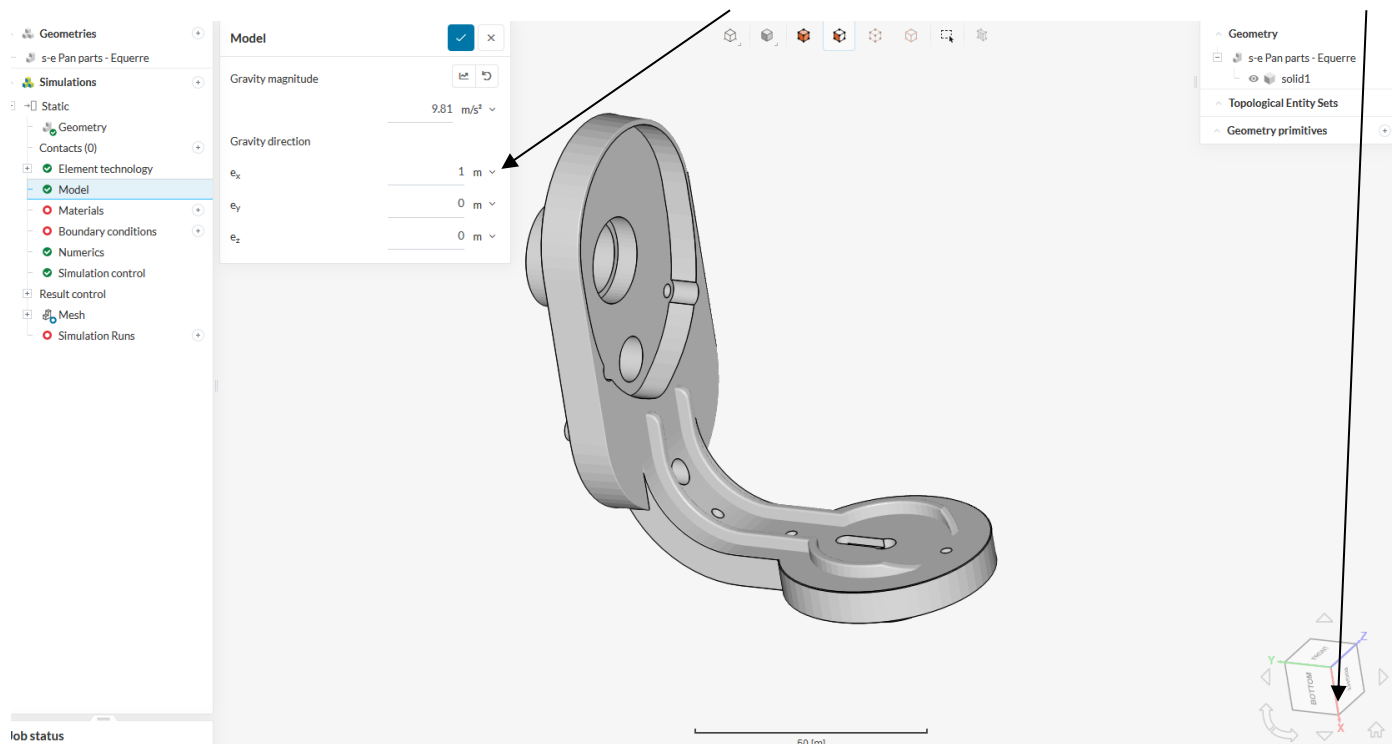 Geometries
s-e Pan parts - Equerre
Simulations
Static
Geometry
Contacts (0)
Element technology
Model
Materials
Boundary conditions
Numerics
Simulation control
Result control
Mesh
Simulation Runs
Job status
Model
Gravity magnitude
9.81 m/s²
Gravity direction
ex 1 m
ey 0 m
ez 0 m
Geometry
s-e Pan parts - Equerre
solid1
Topological Entity Sets
Geometry primitives
50 [m]
Z
Y
BOTTOM
X